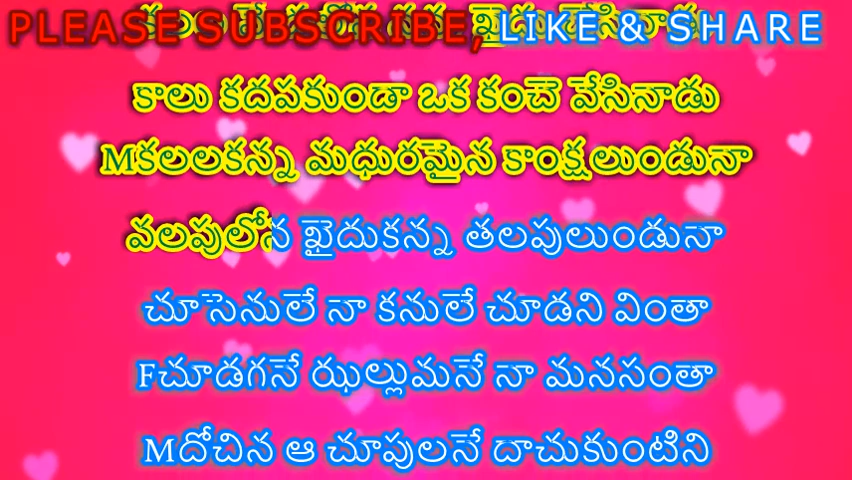 PLEASE SUBSCRIBE, LIKE & SHARE
కాలు కదపకుండా ఒక కంచె వేసినాడు
Mకలలకన్న మధురమైన కాంక్షలుండునా
వలపులోన ఖైదుకన్న తలపులుండునా
చూసెనులే నా కనులే చూడని వింతా
Fచూడగనే ఝల్లుమనే నా మనసంతా
Mదోచిన ఆ చూపులనే దాచుకుంటిని